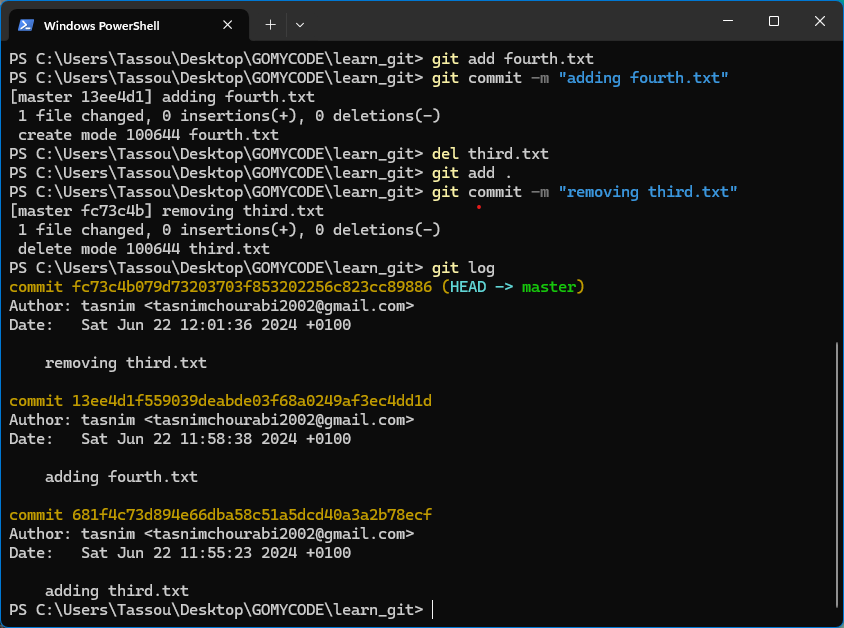 Windows PowerShell
PS C:\Users\Tassou\Desktop\GOMYCODE\learn_git> git add fourth.txt
PS C:\Users\Tassou\Desktop\GOMYCODE\learn_git> git commit -m "adding fourth.txt"
[master 13ee4d1] adding fourth.txt
 1 file changed, 0 insertions(+), 0 deletions(-)
 create mode 100644 fourth.txt
PS C:\Users\Tassou\Desktop\GOMYCODE\learn_git> del third.txt
PS C:\Users\Tassou\Desktop\GOMYCODE\learn_git> git add .
PS C:\Users\Tassou\Desktop\GOMYCODE\learn_git> git commit -m "removing third.txt"
[master fc73c4b] removing third.txt
 1 file changed, 0 insertions(+), 0 deletions(-)
 delete mode 100644 third.txt
PS C:\Users\Tassou\Desktop\GOMYCODE\learn_git> git log
commit fc73c4b079d73203703f853202256c823cc89886 (HEAD -> master)
Author: tasnim <tasnimchourabi2002@gmail.com>
Date:   Sat Jun 22 12:01:36 2024 +0100
    removing third.txt
commit 13ee4d1f559039deabde03f68a0249af3ec4dd1d
Author: tasnim <tasnimchourabi2002@gmail.com>
Date:   Sat Jun 22 11:58:38 2024 +0100
    adding fourth.txt
commit 681f4c73d894e66dba58c51a5dcd40a3a2b78ecf
Author: tasnim <tasnimchourabi2002@gmail.com>
Date:   Sat Jun 22 11:55:23 2024 +0100
    adding third.txt
PS C:\Users\Tassou\Desktop\GOMYCODE\learn_git>